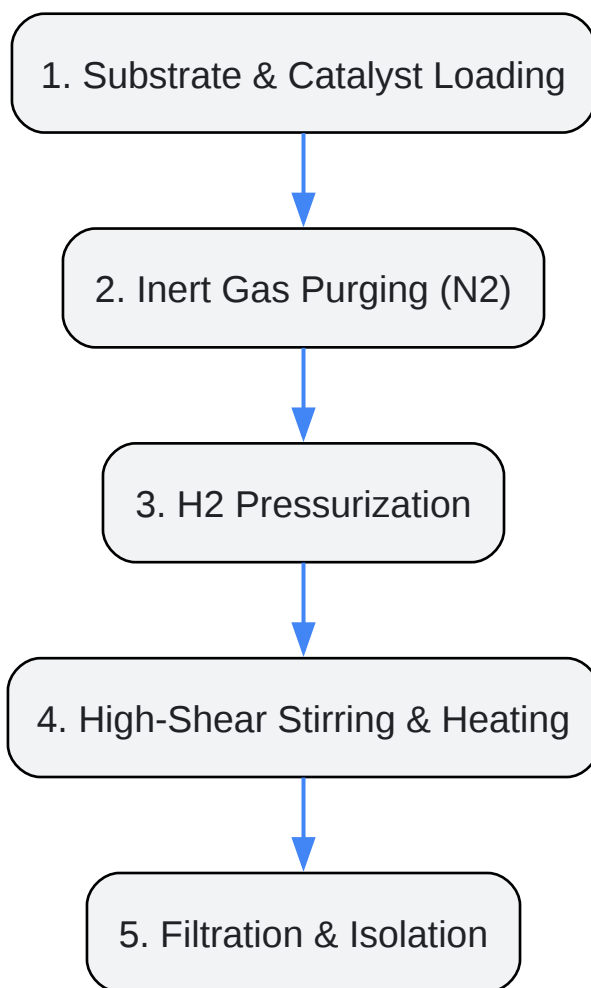 1. Substrate & Catalyst Loading
2. Inert Gas Purging (N2)
3. H2 Pressurization
4. High-Shear Stirring & Heating
5. Filtration & Isolation